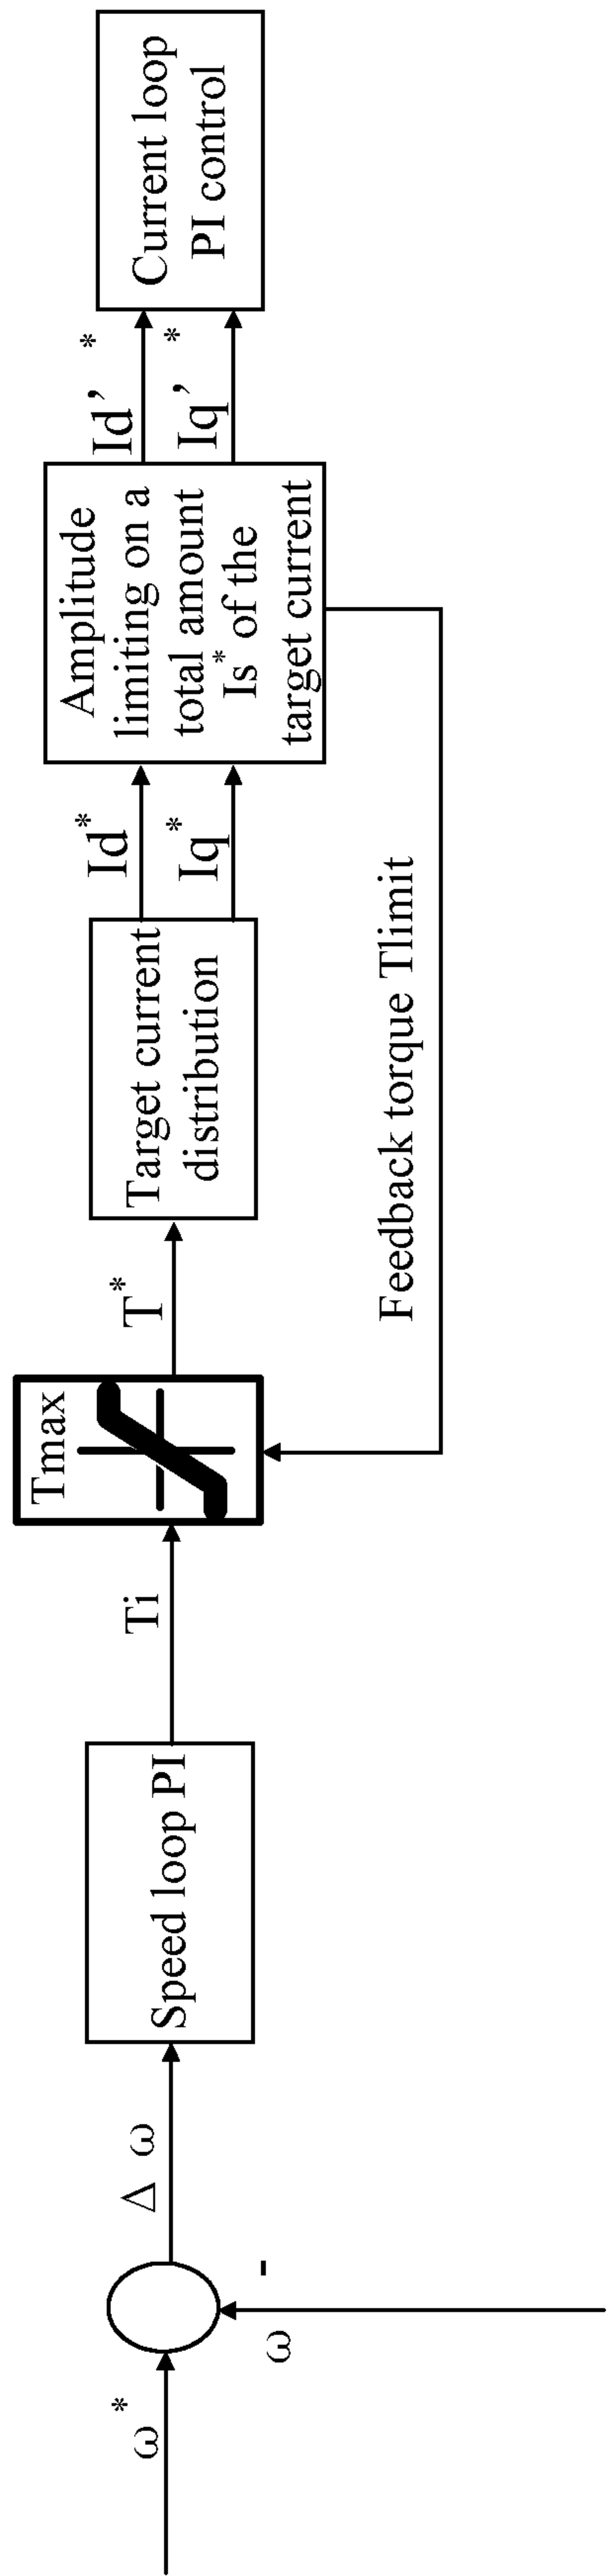 ω*
ω
-
Δ ω
Speed loop PI
Ti
Tmax
T*
Target current
distribution
Id*
Iq*
Amplitude
limiting on a
total amount
Is* of the
target current
Id’*
Iq’*
Current loop
PI control
Feedback torque Tlimit